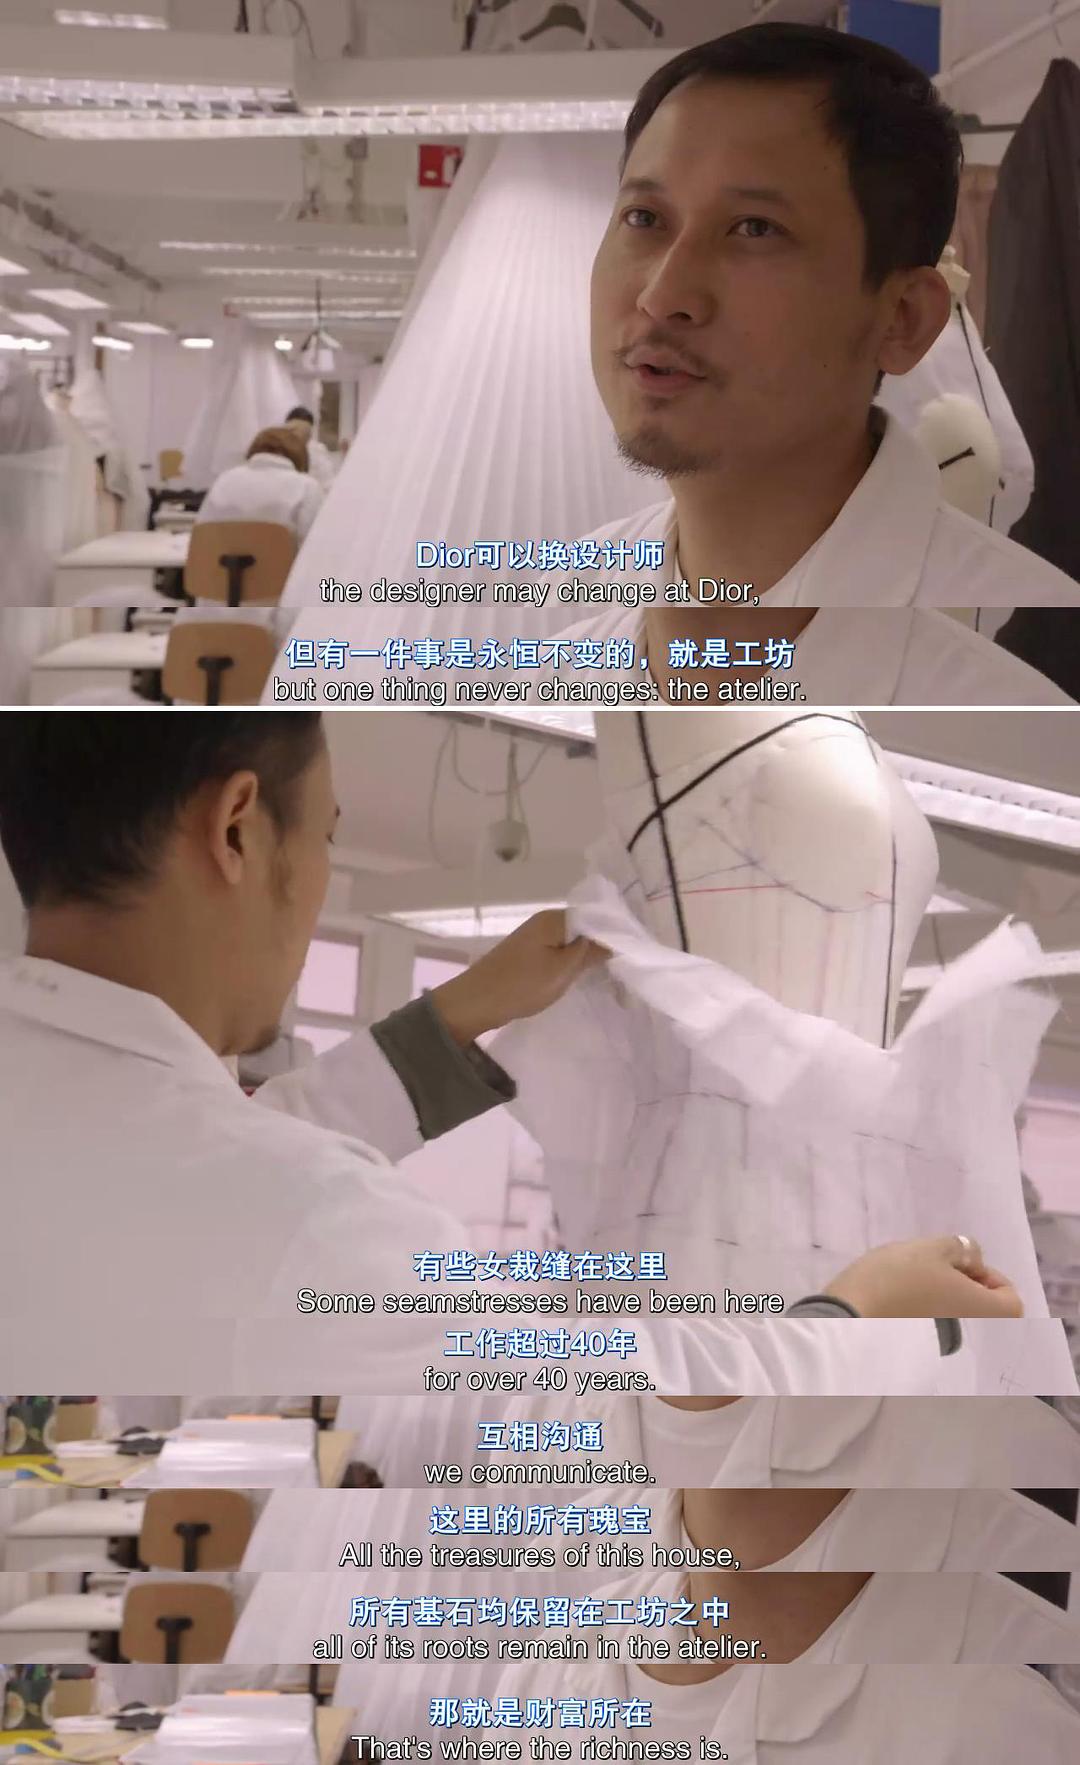 Dior可以换设计师
the designer may change at Dior,
但有一件事是永恒不变的，就是工坊
but one thing never changes: the atelier.
有些女裁缝在这里
Some seamstresses have been here
工作超过40年
for over 40 years.
互相沟通
we communicate.
这里的所有瑰宝
All the treasures of this house,
所有基石均保留在工坊之中
all of its roots remain in the atelier.
那就是财富所在
That's where the richness is.